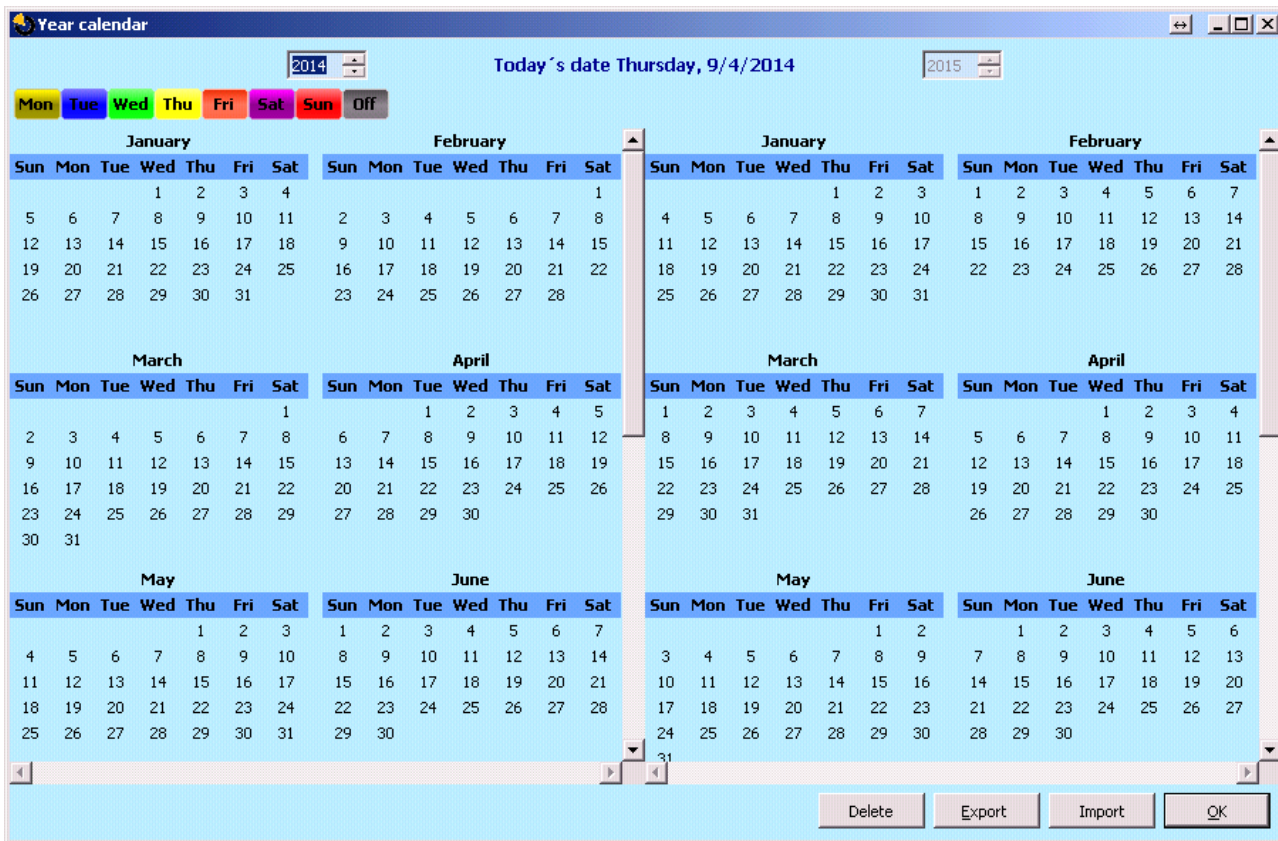 Year calendar
2014 Today´s date Thursday, 9/4/2014 2015
Mon Tue Wed Thu Fri Sat Sun Off
January February January February
Sun Mon Tue Wed Thu Fri Sat Sun Mon Tue Wed Thu Fri Sat Sun Mon Tue Wed Thu Fri Sat Sun Mon Tue Wed Thu Fri Sat
1 2 3 4 1 1 2 3 1 2 3 4 5 6 7
5 6 7 8 9 10 11 2 3 4 5 6 7 8 4 5 6 7 8 9 10 8 9 10 11 12 13 14
12 13 14 15 16 17 18 9 10 11 12 13 14 15 11 12 13 14 15 16 17 15 16 17 18 19 20 21
19 20 21 22 23 24 25 16 17 18 19 20 21 22 18 19 20 21 22 23 24 22 23 24 25 26 27 28
26 27 28 29 30 31 23 24 25 26 27 28 25 26 27 28 29 30 31
March April March April
Sun Mon Tue Wed Thu Fri Sat Sun Mon Tue Wed Thu Fri Sat Sun Mon Tue Wed Thu Fri Sat Sun Mon Tue Wed Thu Fri Sat
1 1 2 3 4 5 1 2 3 4 5 6 7 1 2 3 4
2 3 4 5 6 7 8 6 7 8 9 10 11 12 8 9 10 11 12 13 14 5 6 7 8 9 10 11
9 10 11 12 13 14 15 13 14 15 16 17 18 19 15 16 17 18 19 20 21 12 13 14 15 16 17 18
16 17 18 19 20 21 22 20 21 22 23 24 25 26 22 23 24 25 26 27 28 19 20 21 22 23 24 25
23 24 25 26 27 28 29 27 28 29 30 29 30 31 26 27 28 29 30
30 31
May June May June
Sun Mon Tue Wed Thu Fri Sat Sun Mon Tue Wed Thu Fri Sat Sun Mon Tue Wed Thu Fri Sat Sun Mon Tue Wed Thu Fri Sat
1 2 3 1 2 3 4 5 6 7 1 2 1 2 3 4 5 6
4 5 6 7 8 9 10 8 9 10 11 12 13 14 3 4 5 6 7 8 9 7 8 9 10 11 12 13
11 12 13 14 15 16 17 15 16 17 18 19 20 21 10 11 12 13 14 15 16 14 15 16 17 18 19 20
18 19 20 21 22 23 24 22 23 24 25 26 27 28 17 18 19 20 21 22 23 21 22 23 24 25 26 27
25 26 27 28 29 30 31 29 30 24 25 26 27 28 29 30 28 29 30
31
Delete Export Import OK